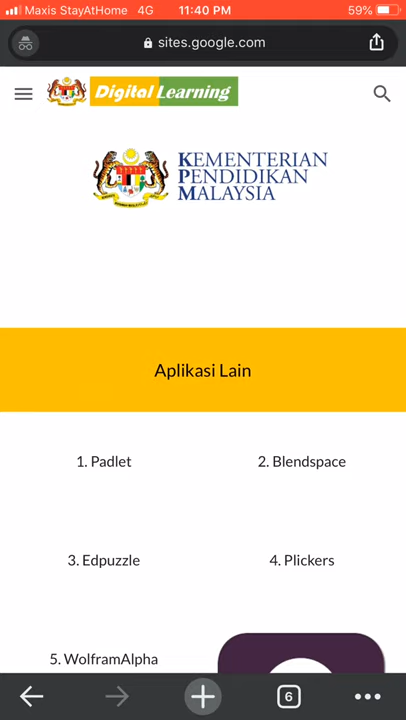 Maxis StayAtHome 4G 11:40 PM 59%
sites.google.com
Digital Learning
KEMENTERIAN
PENDIDIKAN
MALAYSIA
Aplikasi Lain
1. Padlet
2. Blendspace
3. Edpuzzle
4. Plickers
5. WolframAlpha
6